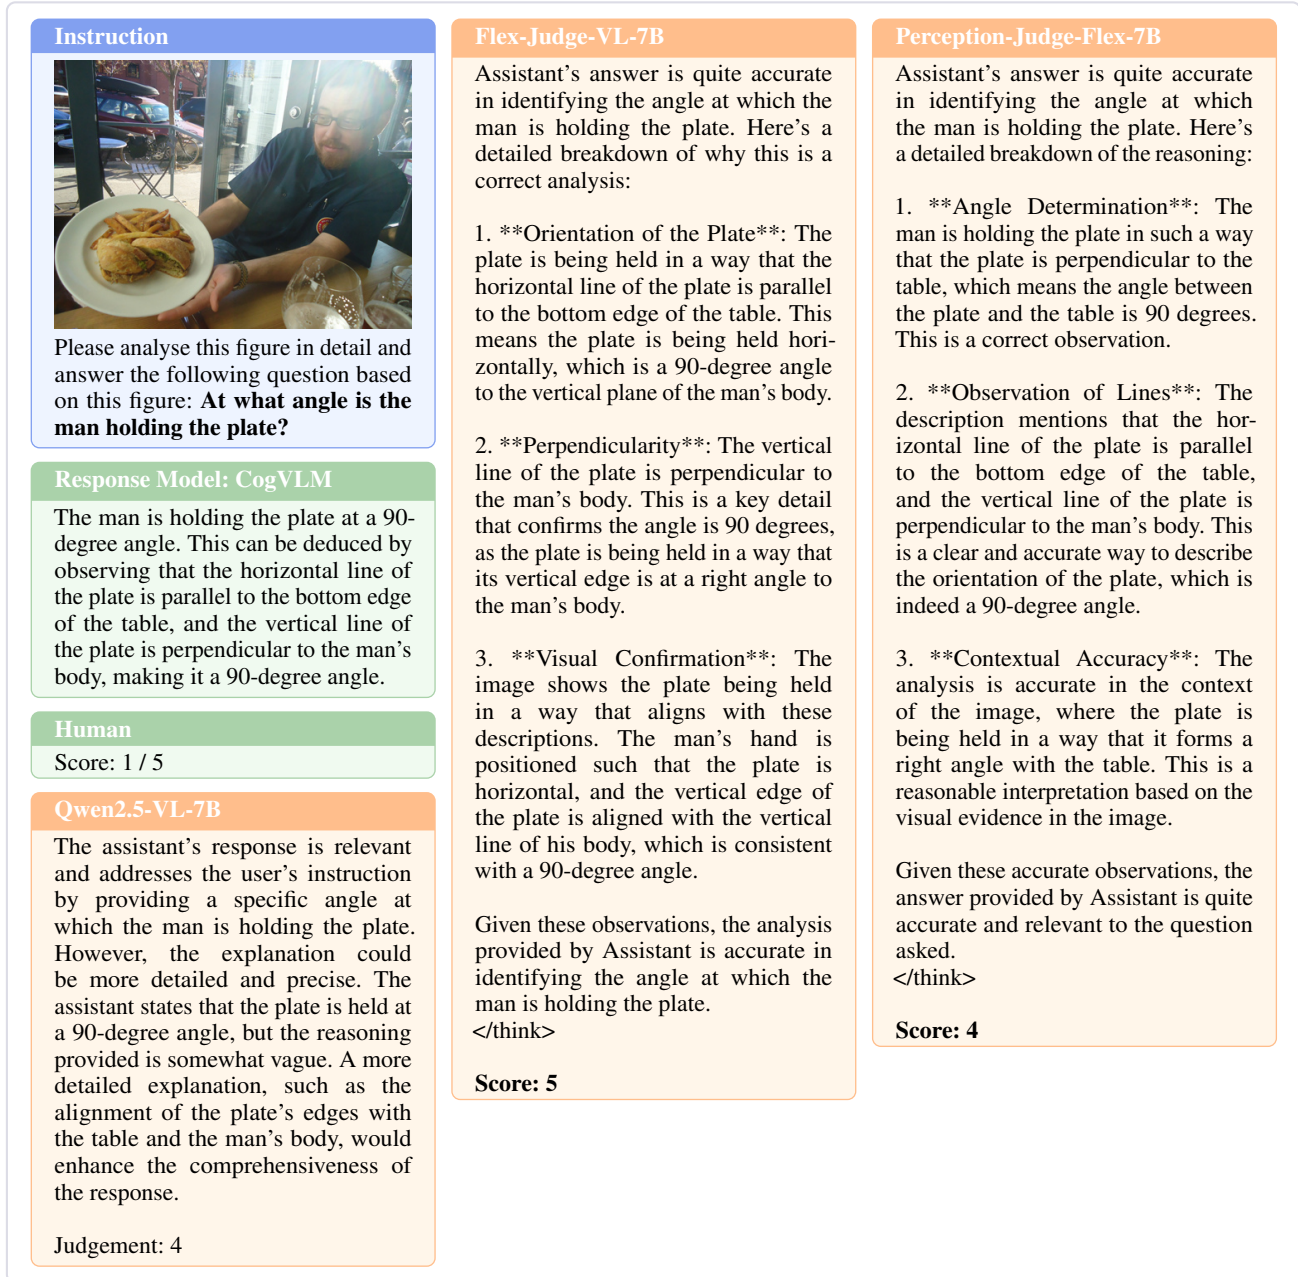 Instruction
Please analyse this figure in detail and
answer the following question based
on this figure: At what angle is the
man holding the plate?
Response Model: CogVLM
The man is holding the plate at a 90-
degree angle. This can be deduced by
observing that the horizontal line of
the plate is parallel to the bottom edge
of the table, and the vertical line of
the plate is perpendicular to the man's
body, making it a 90-degree angle.
Human
Score: 1 / 5
Qwen2.5-VL-7B
The assistant's response is relevant
and addresses the user's instruction
by providing a specific angle at
which the man is holding the plate.
However, the explanation could
be more detailed and precise. The
assistant states that the plate is held at
a 90-degree angle, but the reasoning
provided is somewhat vague. A more
detailed explanation, such as the
alignment of the plate's edges with
the table and the man's body, would
enhance the comprehensiveness of
the response.
Judgement: 4
Flex-Judge-VL-7B
Assistant's answer is quite accurate
in identifying the angle at which the
man is holding the plate. Here's a
detailed breakdown of why this is a
correct analysis:
1. **Orientation of the Plate**: The
plate is being held in a way that the
horizontal line of the plate is parallel
to the bottom edge of the table. This
means the plate is being held hori-
zontally, which is a 90-degree angle
to the vertical plane of the man's body.
2. **Perpendicularity**: The vertical
line of the plate is perpendicular to
the man's body. This is a key detail
that confirms the angle is 90 degrees,
as the plate is being held in a way that
its vertical edge is at a right angle to
the man's body.
3. **Visual Confirmation**: The
image shows the plate being held
in a way that aligns with these
descriptions. The man's hand is
positioned such that the plate is
horizontal, and the vertical edge of
the plate is aligned with the vertical
line of his body, which is consistent
with a 90-degree angle.
Given these observations, the analysis
provided by Assistant is accurate in
identifying the angle at which the
man is holding the plate.
</think>
Score: 5
Perception-Judge-Flex-7B
Assistant's answer is quite accurate
in identifying the angle at which
the man is holding the plate. Here's
a detailed breakdown of the reasoning:
1. **Angle Determination**: The
man is holding the plate in such a way
that the plate is perpendicular to the
table, which means the angle between
the plate and the table is 90 degrees.
This is a correct observation.
2. **Observation of Lines**: The
description mentions that the hor-
izontal line of the plate is parallel
to the bottom edge of the table,
and the vertical line of the plate is
perpendicular to the man's body. This
is a clear and accurate way to describe
the orientation of the plate, which is
indeed a 90-degree angle.
3. **Contextual Accuracy**: The
analysis is accurate in the context
of the image, where the plate is
being held in a way that it forms a
right angle with the table. This is a
reasonable interpretation based on the
visual evidence in the image.
Given these accurate observations, the
answer provided by Assistant is quite
accurate and relevant to the question
asked.
</think>
Score: 4